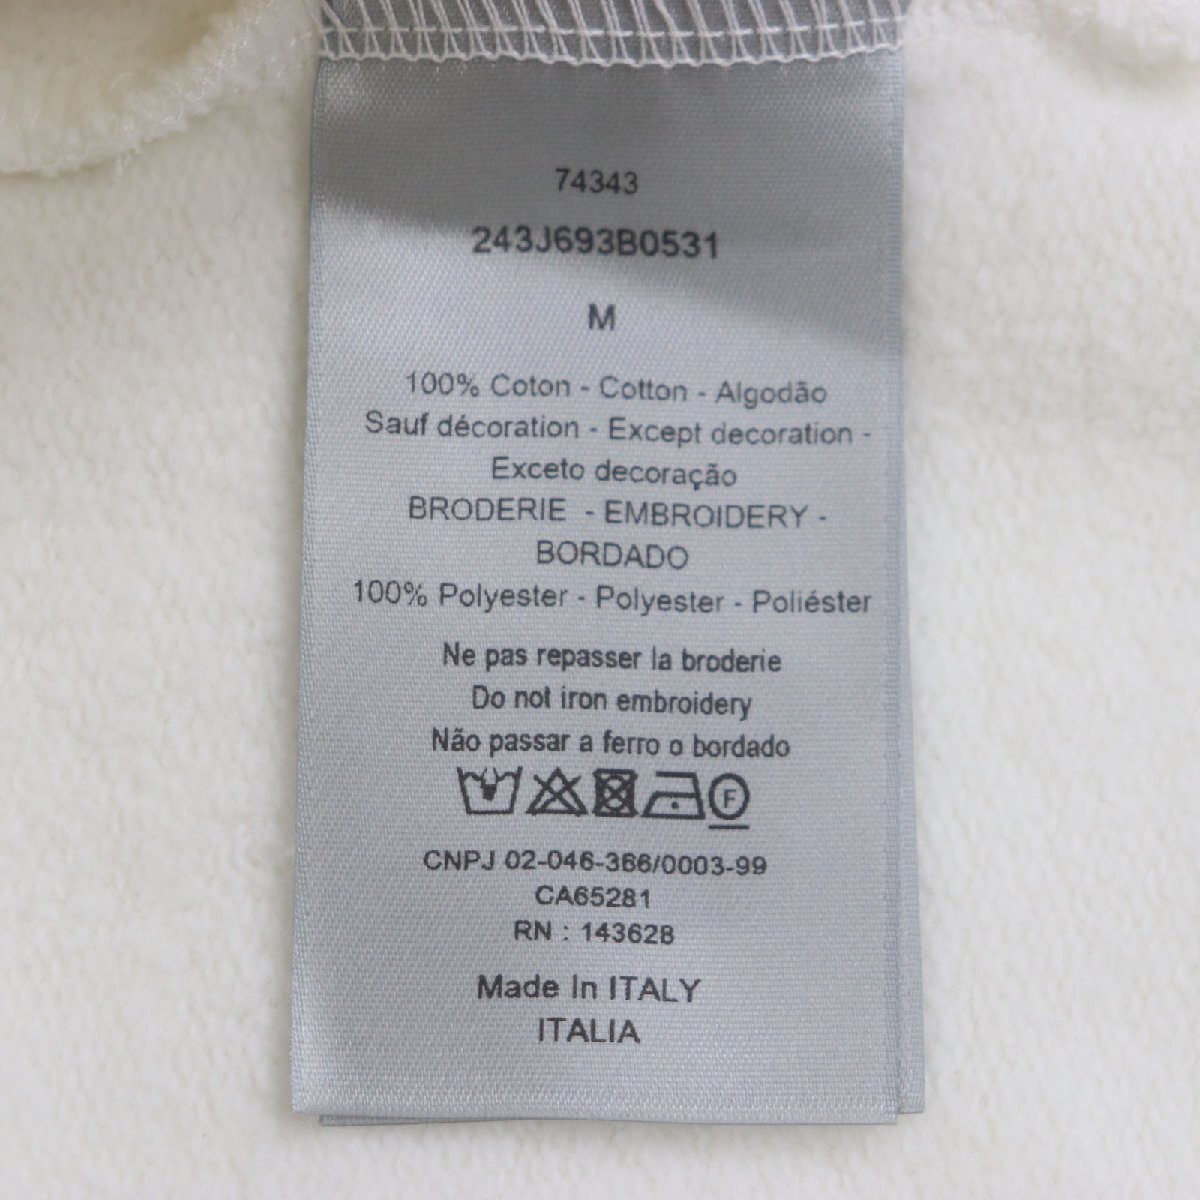 74343
243J693B0531
M
100% Coton - Cotton - Algodão
Sauf décoration - Except decoration -
Exceto decoração
BRODERIE - EMBROIDERY -
BORDADO
100% Polyester - Polyester - Poliéster
Ne pas repasser la broderie
Do not iron embroidery
Não passar a ferro o bordado
F
CNPJ 02-046-366/0003-99
CA65281
RN : 143628
Made In ITALY
ITALIA